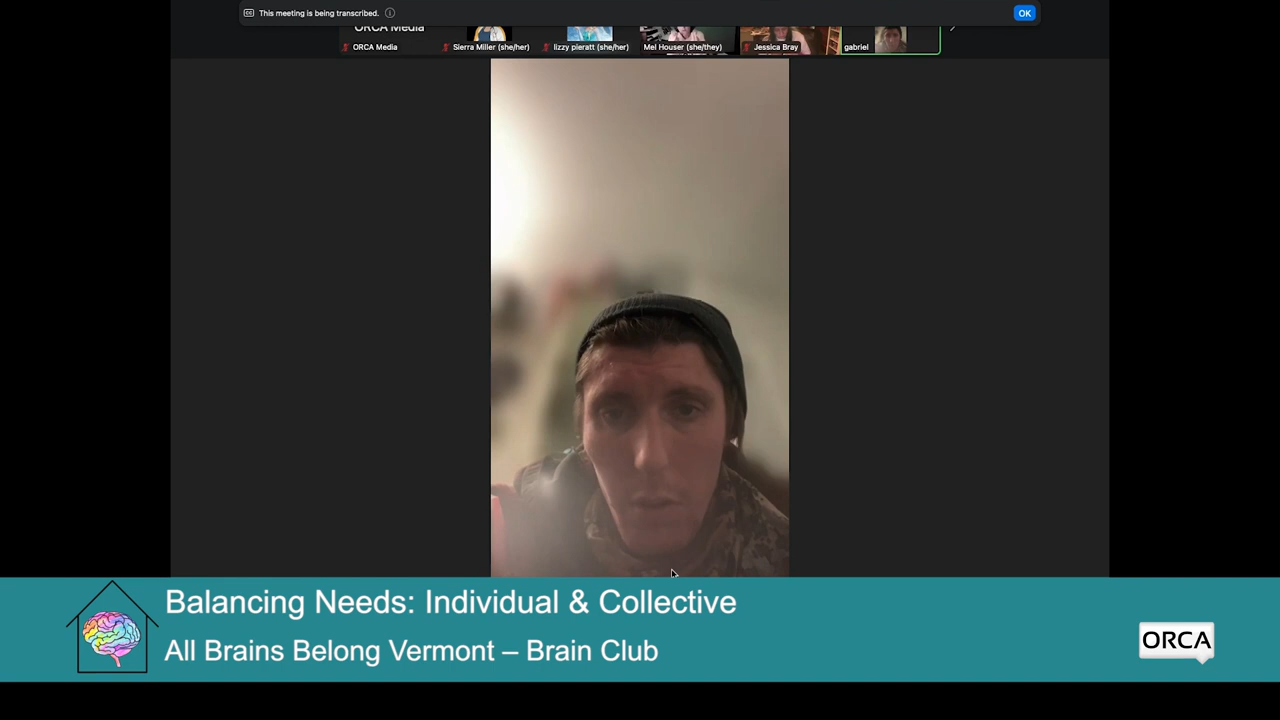 This meeting is being transcribed.
OK
ORCA Media
ORCA Media
Sierra Miller (she/her)
lizzy pieratt (she/her)
Mel Houser (she/they)
Jessica Bray
gabriel
Balancing Needs: Individual & Collective
All Brains Belong Vermont – Brain Club
ORCA